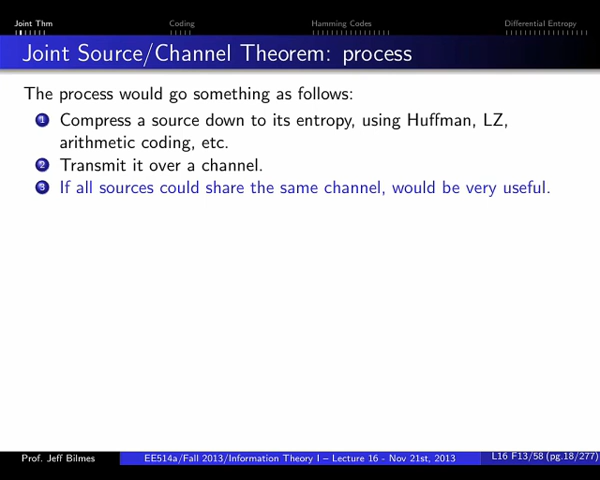 Joint Thm Coding Hamming Codes Differential Entropy
Joint Source/Channel Theorem: process
The process would go something as follows:
1 Compress a source down to its entropy, using Huffman, LZ,
arithmetic coding, etc.
2 Transmit it over a channel.
3 If all sources could share the same channel, would be very useful.
Prof. Jeff Bilmes EE514a/Fall 2013/Information Theory I – Lecture 16 - Nov 21st, 2013 L16 F13/58 (pg.18/277)